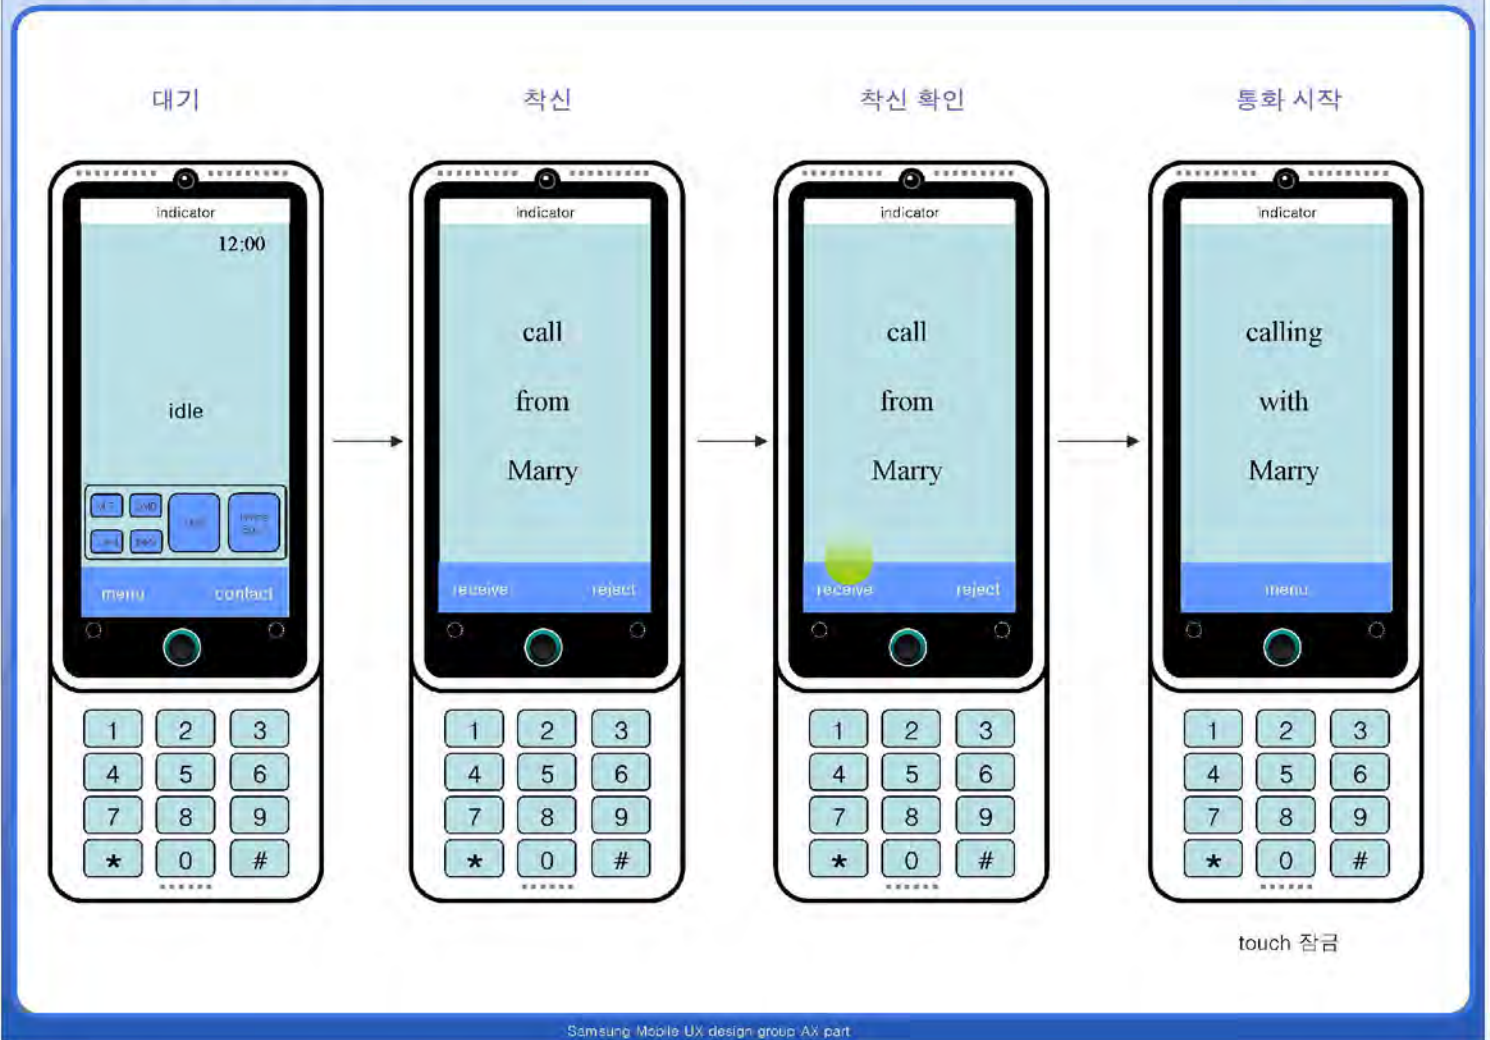 대기
착신
착신 확인
통화 시작
indicator
12:00
idle
menu contact
1 2 3
4 5 6
7 8 9
* 0 #
indicator
call
from
Marry
receive reject
1 2 3
4 5 6
7 8 9
* 0 #
indicator
call
from
Marry
receive reject
1 2 3
4 5 6
7 8 9
* 0 #
indicator
calling
with
Marry
menu
1 2 3
4 5 6
7 8 9
* 0 #
touch 잠금
Samsung Mobile UX design group AX part